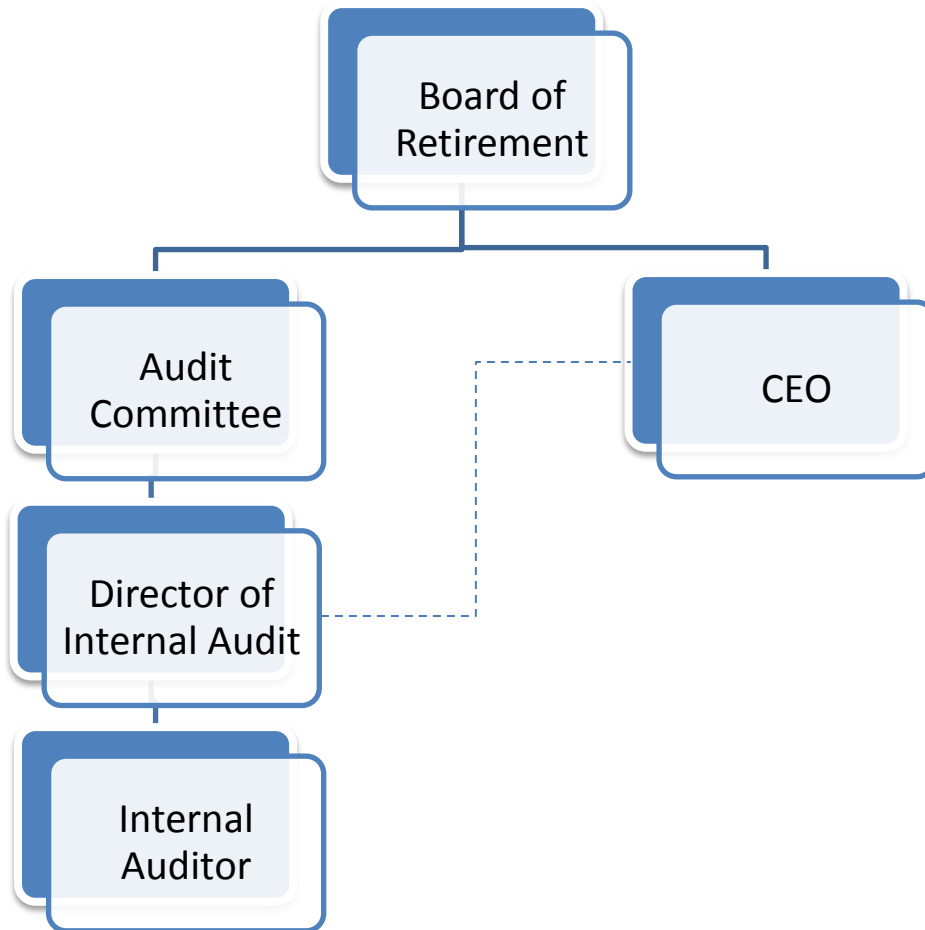 Board of
Retirement
Audit
Committee
CEO
Director of
Internal Audit
Internal
Auditor